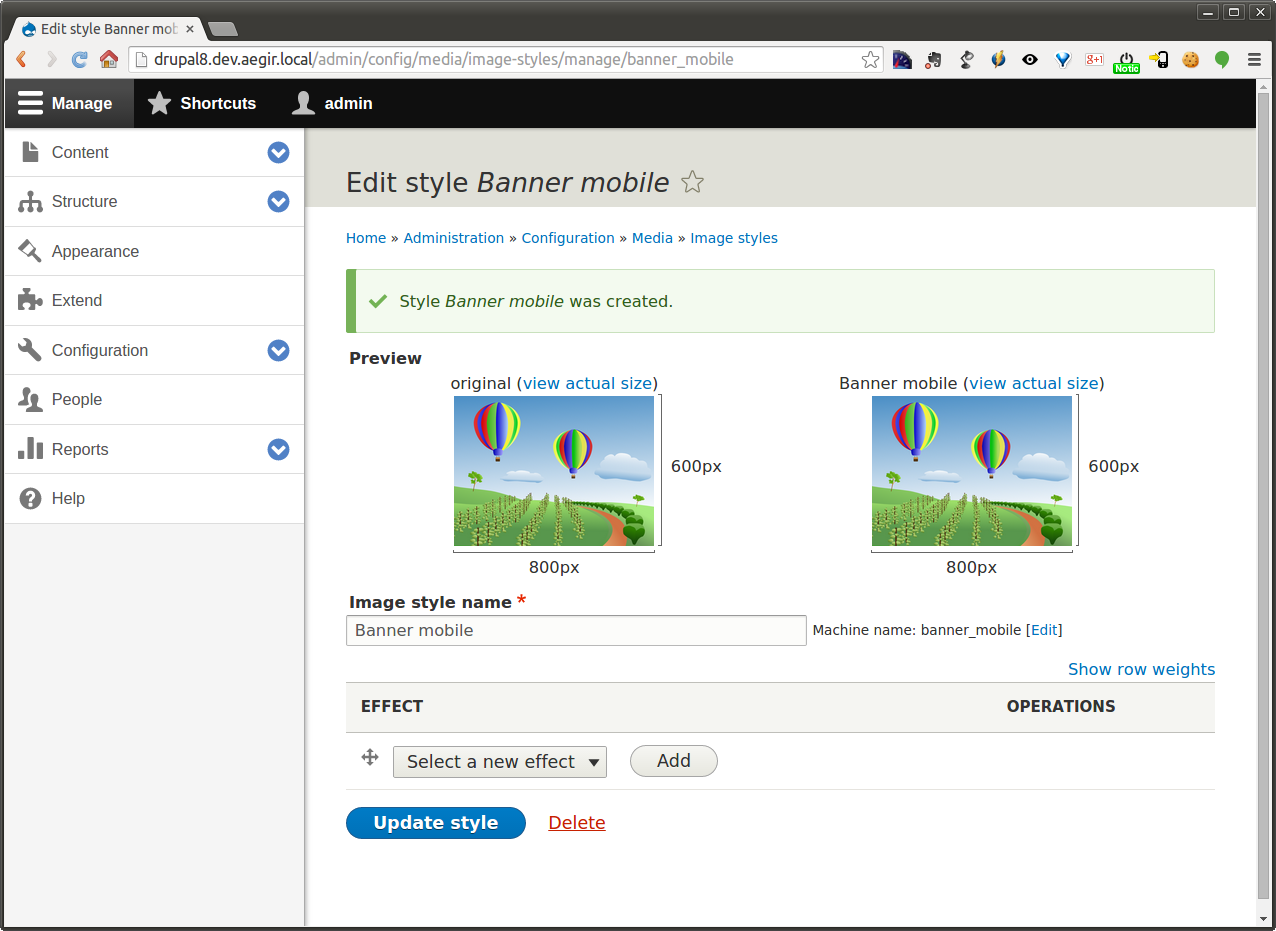 Edit style Banner mob
drupal8.dev.aegir.local/admin/config/media/image-styles/manage/banner_mobile
g+1
Notic
Manage
Shortcuts
admin
Content
Structure
Appearance
Extend
Configuration
People
Reports
Help
Edit style Banner mobile
Home » Administration » Configuration » Media » Image styles
Style Banner mobile was created.
Preview
original (view actual size)
Banner mobile (view actual size)
600px
600px
800px
800px
Image style name *
Banner mobile
Machine name: banner_mobile [Edit]
Show row weights
EFFECT
OPERATIONS
Select a new effect
Add
Update style
Delete